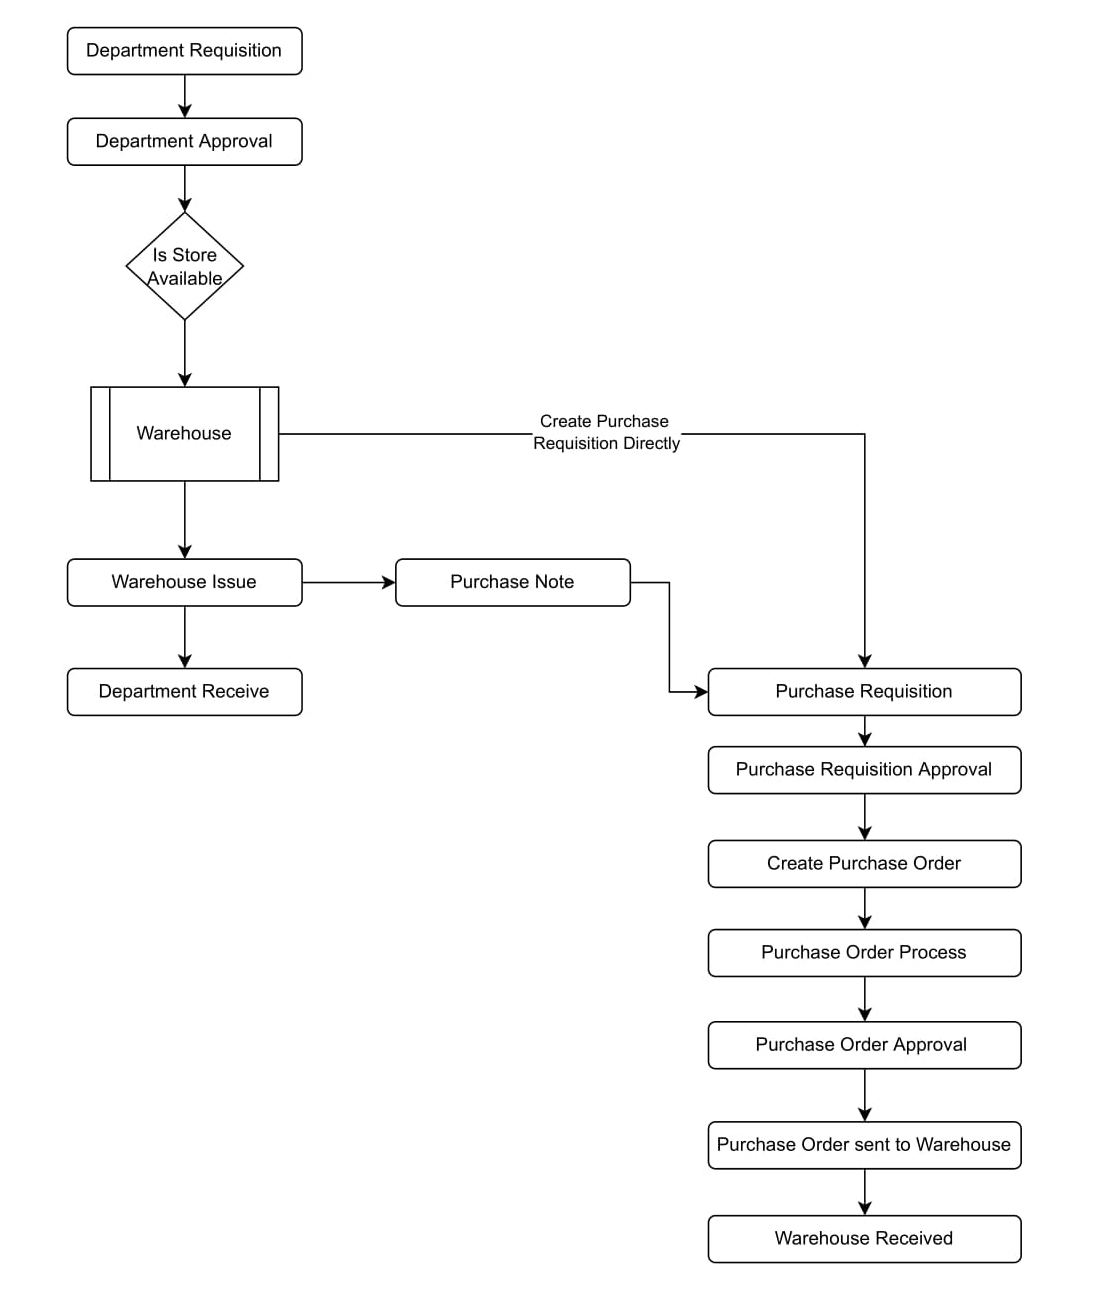 Department Requisition
Department Approval
Is Store
Available
Warehouse
Create Purchase
Requisition Directly
Warehouse Issue
Purchase Note
Department Receive
Purchase Requisition
Purchase Requisition Approval
Create Purchase Order
Purchase Order Process
Purchase Order Approval
Purchase Order sent to Warehouse
Warehouse Received